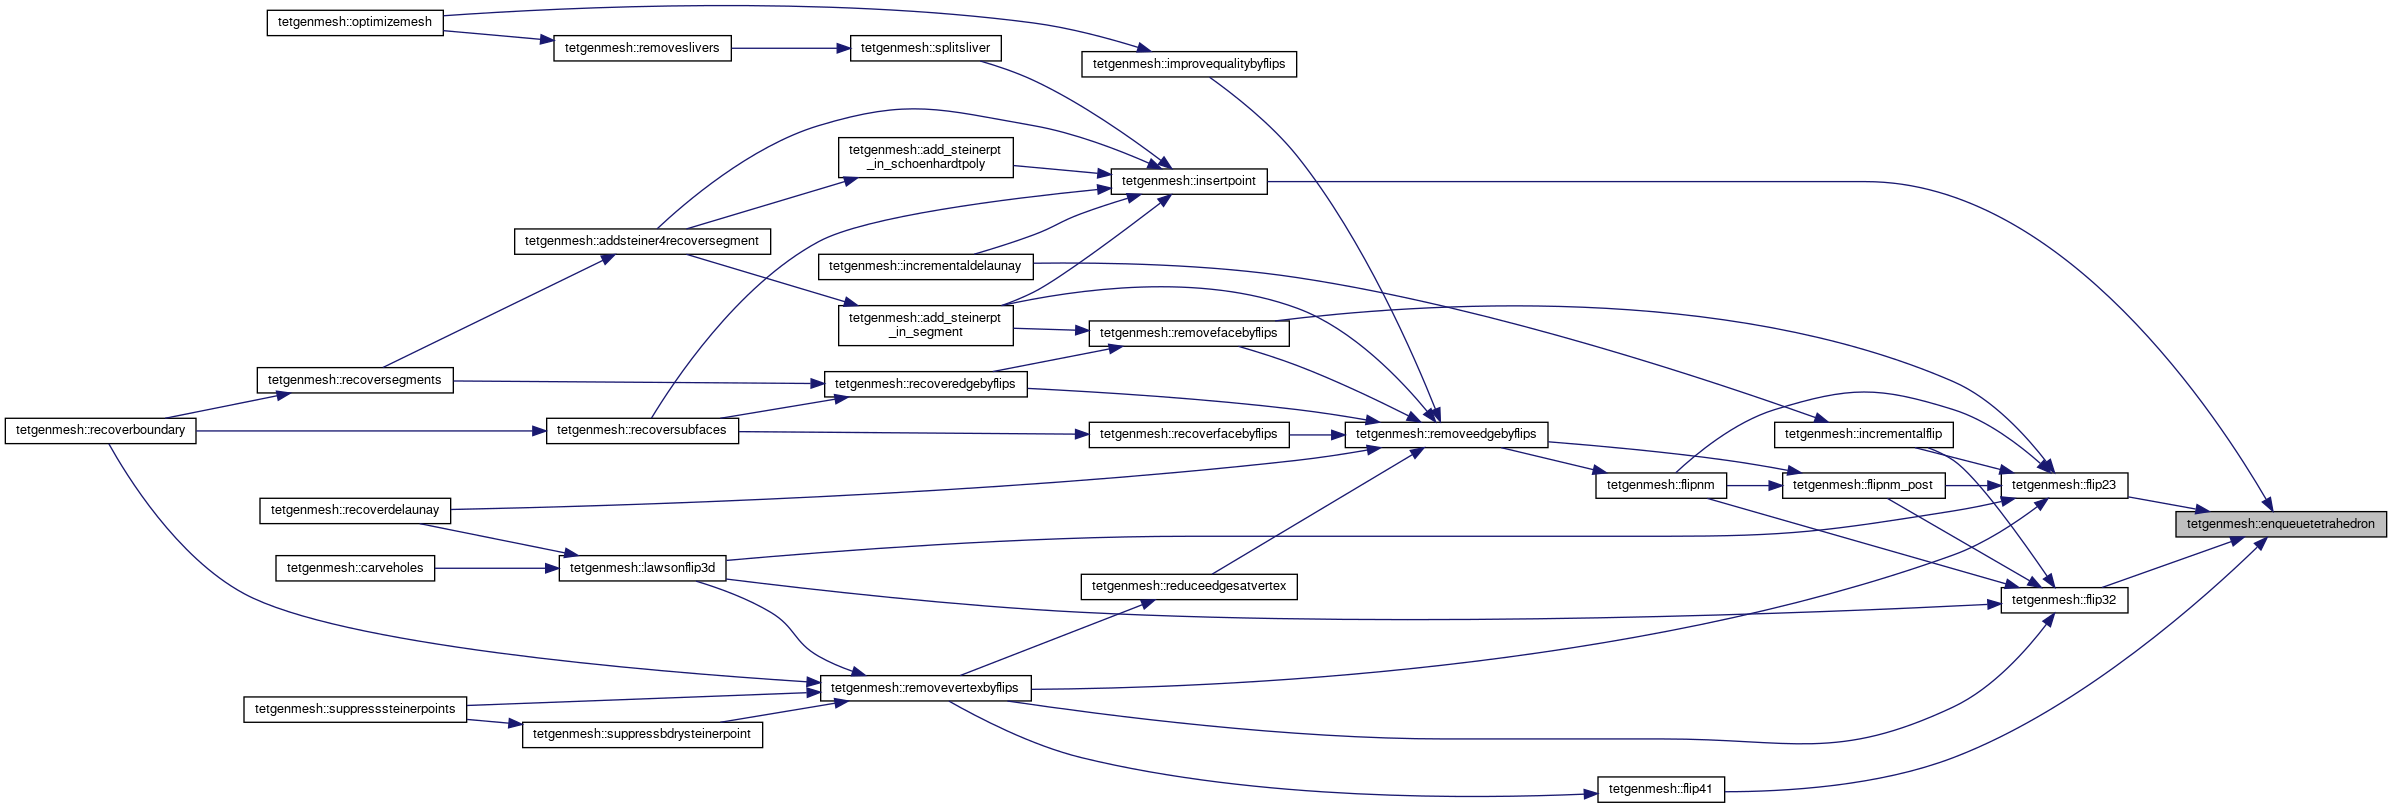 tetgenmesh::optimizemesh
tetgenmesh::removeslivers
tetgenmesh::splitsliver
tetgenmesh::improvequalitybyflips
tetgenmesh::add_steinerpt
_in_schoenhardtpoly
tetgenmesh::insertpoint
tetgenmesh::addsteiner4recoversegment
tetgenmesh::incrementaldelaunay
tetgenmesh::add_steinerpt
_in_segment
tetgenmesh::removefacebyflips
tetgenmesh::recoversegments
tetgenmesh::recoveredgebyflips
tetgenmesh::recoverboundary
tetgenmesh::recoversubfaces
tetgenmesh::recoverfacebyflips
tetgenmesh::removeedgebyflips
tetgenmesh::incrementalflip
tetgenmesh::flipnm
tetgenmesh::flipnm_post
tetgenmesh::flip23
tetgenmesh::recoverdelaunay
tetgenmesh::enqueuetetrahedron
tetgenmesh::carveholes
tetgenmesh::lawsonflip3d
tetgenmesh::reduceedgesatvertex
tetgenmesh::flip32
tetgenmesh::removevertexbyflips
tetgenmesh::suppresssteinerpoints
tetgenmesh::suppressbdrysteinerpoint
tetgenmesh::flip41